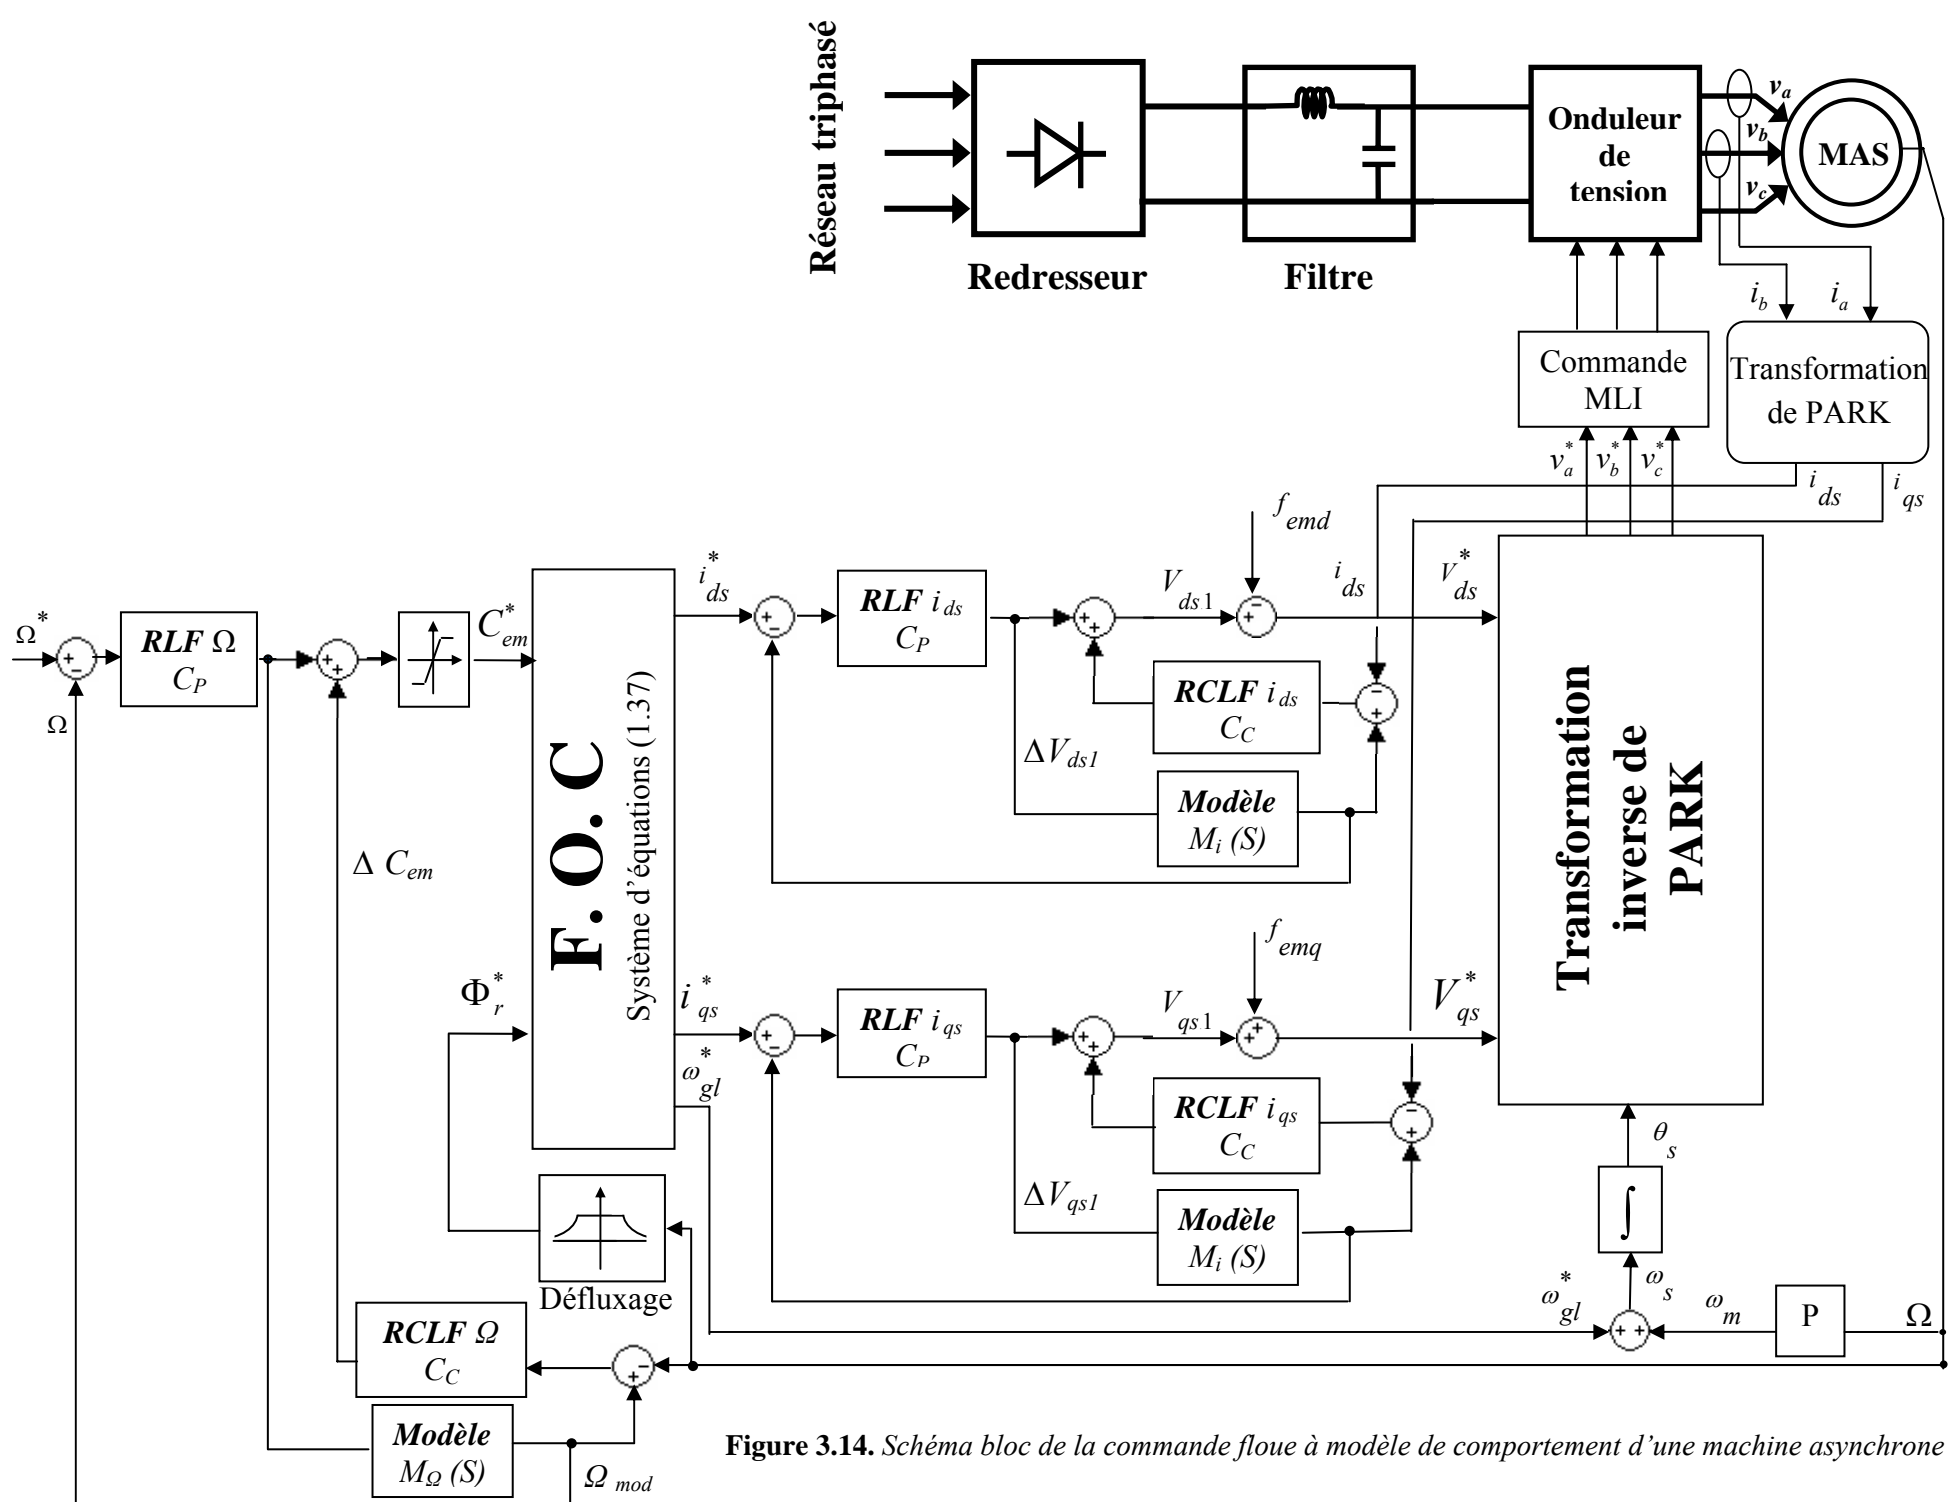 Réseau triphasé
Redresseur
Filtre
Onduleur
de
tension
v_a
v_b
v_c
MAS
i_b
i_a
Commande
MLI
Transformation
de PARK
v_a^*
v_b^*
v_c^*
i_ds
i_qs
f_emd
Ω*
+
-
Ω
RLF Ω
C_P
+
+
C_em^*
F. O. C
Système d'équations (1.37)
i_ds^*
+
-
RLF i_ds
C_P
+
+
V_ds1
-
i_ds
V_ds^*
RCLF i_ds
C_C
-
+
ΔV_ds1
Modèle
M_i (S)
Transformation
inverse de
PARK
Δ C_em
Φ_r^*
i_qs^*
ω_gl^*
+
-
RLF i_qs
C_P
+
+
V_qs1
f_emq
+
+
V_qs^*
RCLF i_qs
C_C
-
+
ΔV_qs1
Modèle
M_i (S)
θ_s
∫
ω_s
ω_gl^*
+ +
ω_m
P
Ω
Défluxage
RCLF Ω
C_C
-
+
Modèle
M_Ω (S)
Ω_mod
Figure 3.14. Schéma bloc de la commande floue à modèle de comportement d'une machine asynchrone